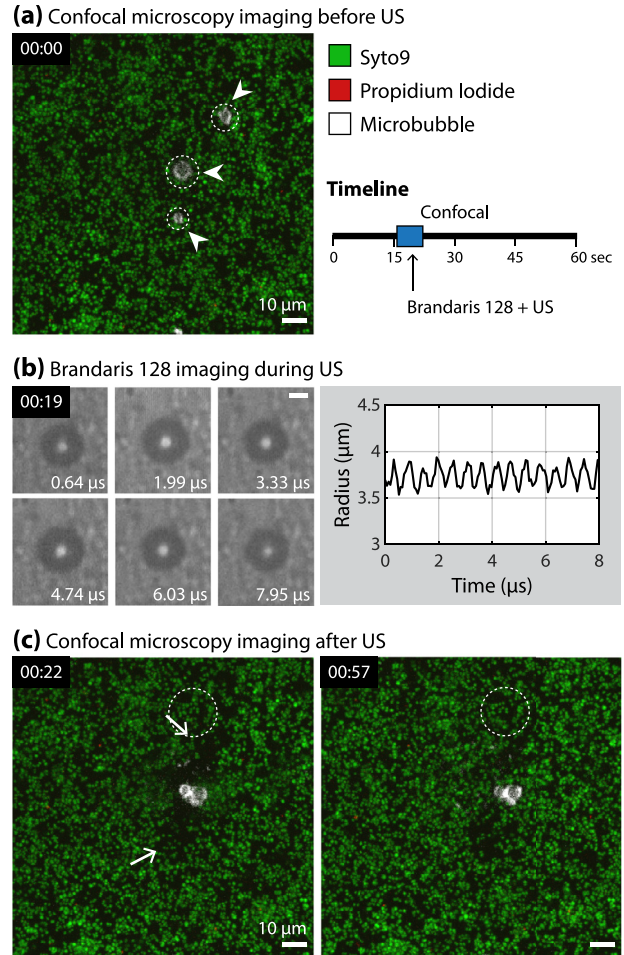 (a) Confocal microscopy imaging before US
00:00
10 µm
Syto9
Propidium Iodide
Microbubble
Timeline
Confocal
0 15 30 45 60 sec
Brandaris 128 + US
(b) Brandaris 128 imaging during US
00:19
0.64 µs 1.99 µs 3.33 µs
4.74 µs 6.03 µs 7.95 µs
4.5
4
3.5
3
Radius (µm)
0 2 4 6 8
Time (µs)
(c) Confocal microscopy imaging after US
00:22 00:57
10 µm